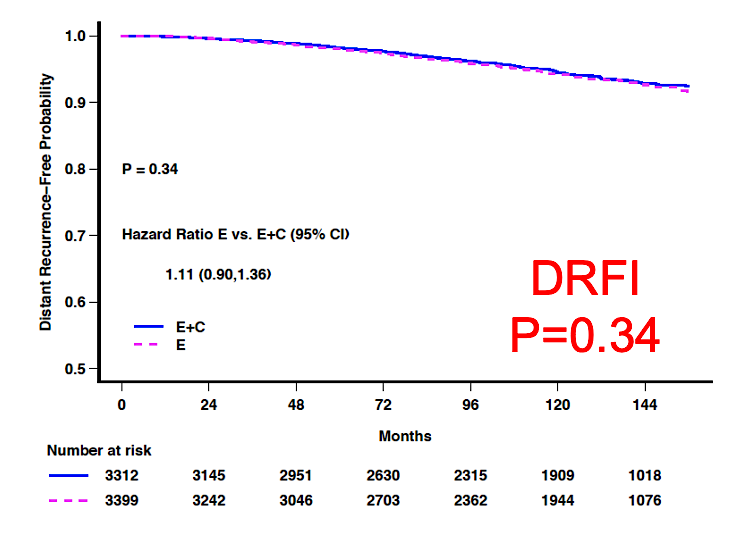 Distant Recurrence–Free Probability
1.0
0.9
0.8
0.7
0.6
0.5
P = 0.34
Hazard Ratio E vs. E+C (95% CI)
1.11 (0.90,1.36)
E+C
E
DRFI
P=0.34
0 24 48 72 96 120 144
Months
Number at risk
3312 3145 2951 2630 2315 1909 1018
3399 3242 3046 2703 2362 1944 1076